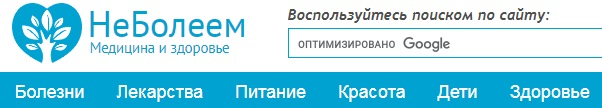 НеБолеем
Медицина и здоровье
Воспользуйтесь поиском по сайту:
ОПТИМИЗИРОВАНО Google
Болезни Лекарства Питание Красота Дети Здоровье